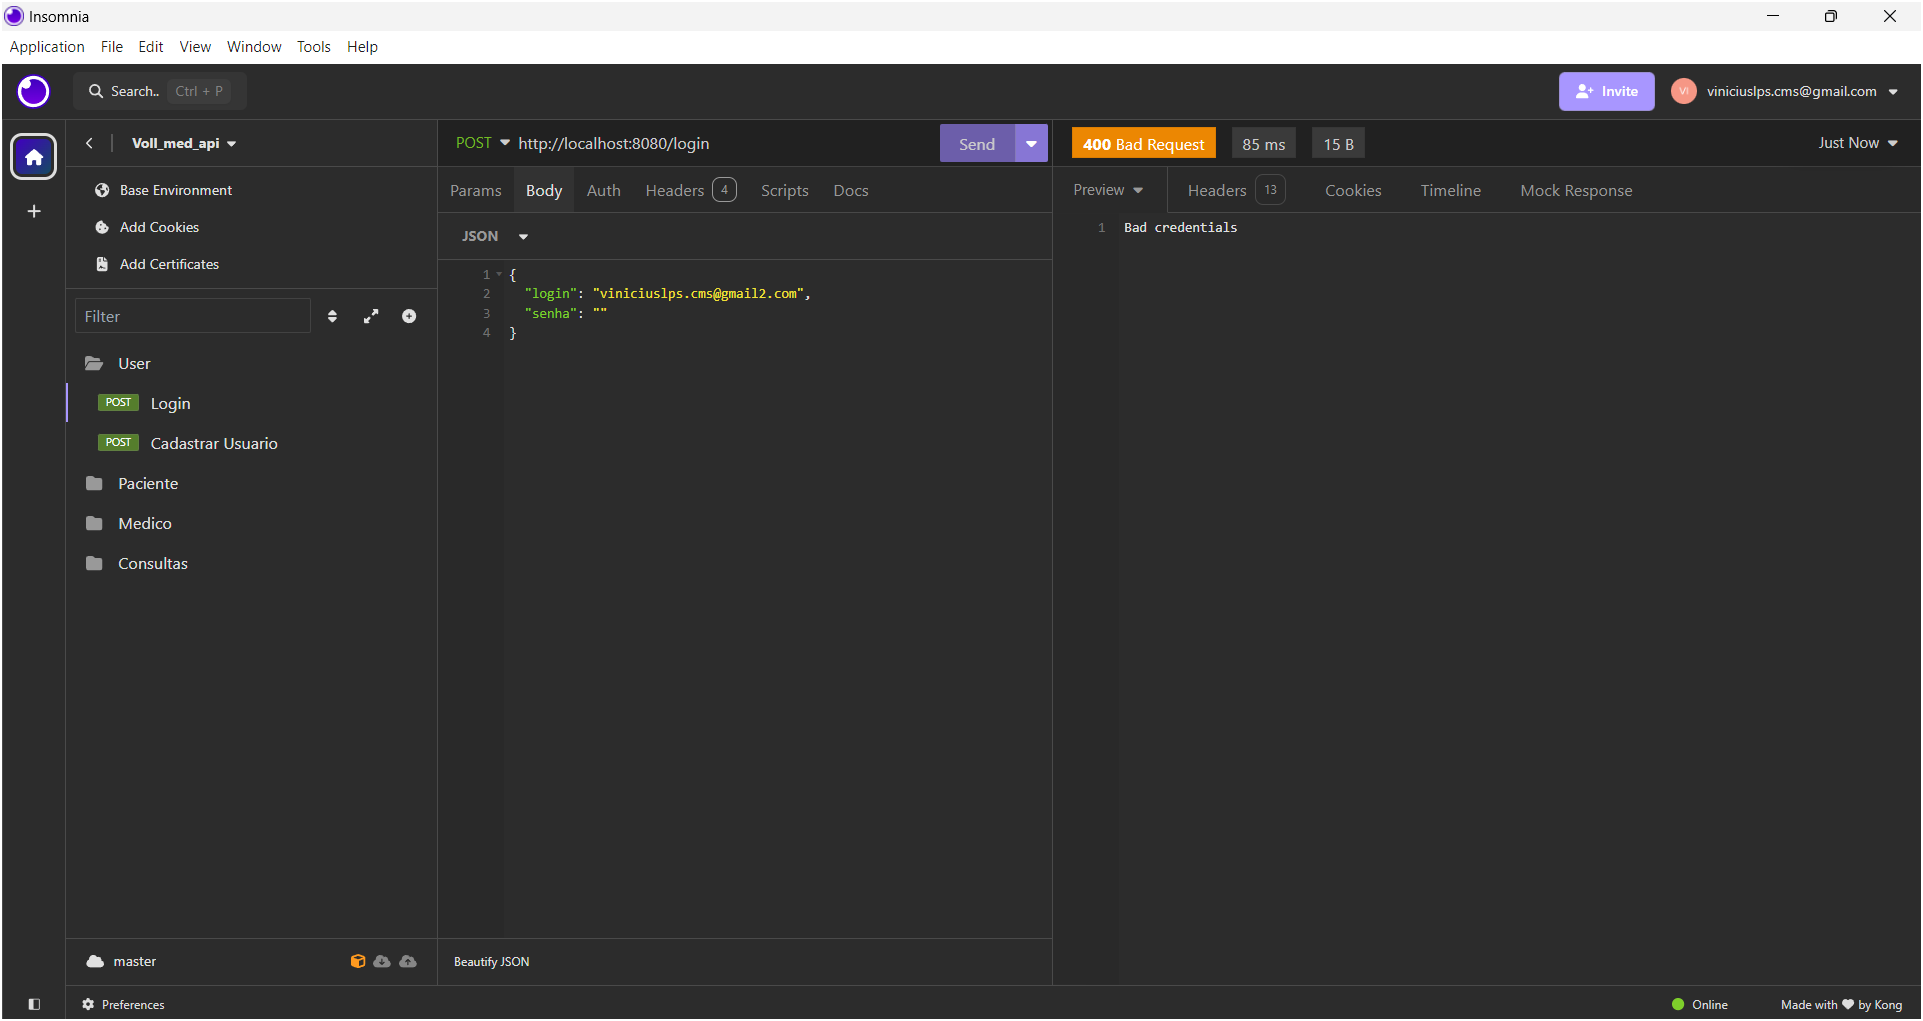 Insomnia
Application File Edit View Window Tools Help
Search.. Ctrl + P
Invite
VI
viniciuslps.cms@gmail.com
Voll_med_api
POST http://localhost:8080/login
Send
400 Bad Request
85 ms
15 B
Just Now
Base Environment
Add Cookies
Add Certificates
Filter
User
POST Login
POST Cadastrar Usuario
Paciente
Medico
Consultas
master
Params Body Auth Headers 4 Scripts Docs
JSON
1 {
2 "login": "viniciuslps.cms@gmail2.com",
3 "senha": ""
4 }
Beautify JSON
Preview Headers 13 Cookies Timeline Mock Response
1 Bad credentials
Preferences
Online
Made with ❤ by Kong